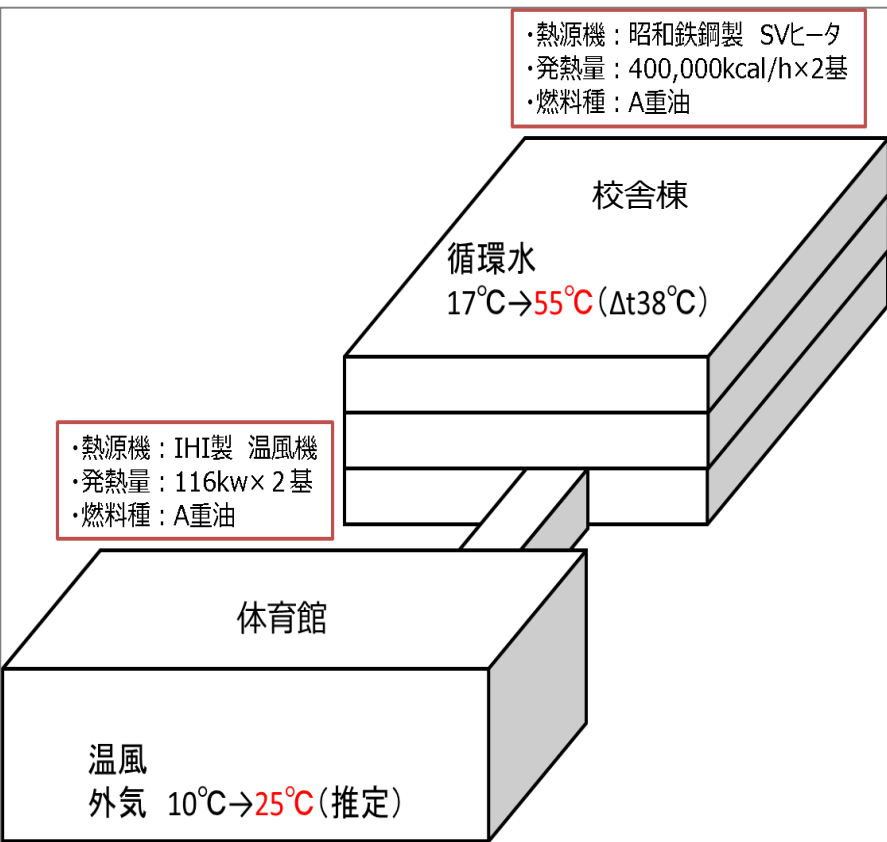 ・熱源機：昭和鉄鋼製 SVヒータ
・発熱量：400,000kcal/h×2基
・燃料種：A重油
校舎棟
循環水
17℃→55℃（Δt38℃）
・熱源機：IHI製 温風機
・発熱量：116kw×２基
・燃料種：A重油
体育館
温風
外気 10℃→25℃（推定）